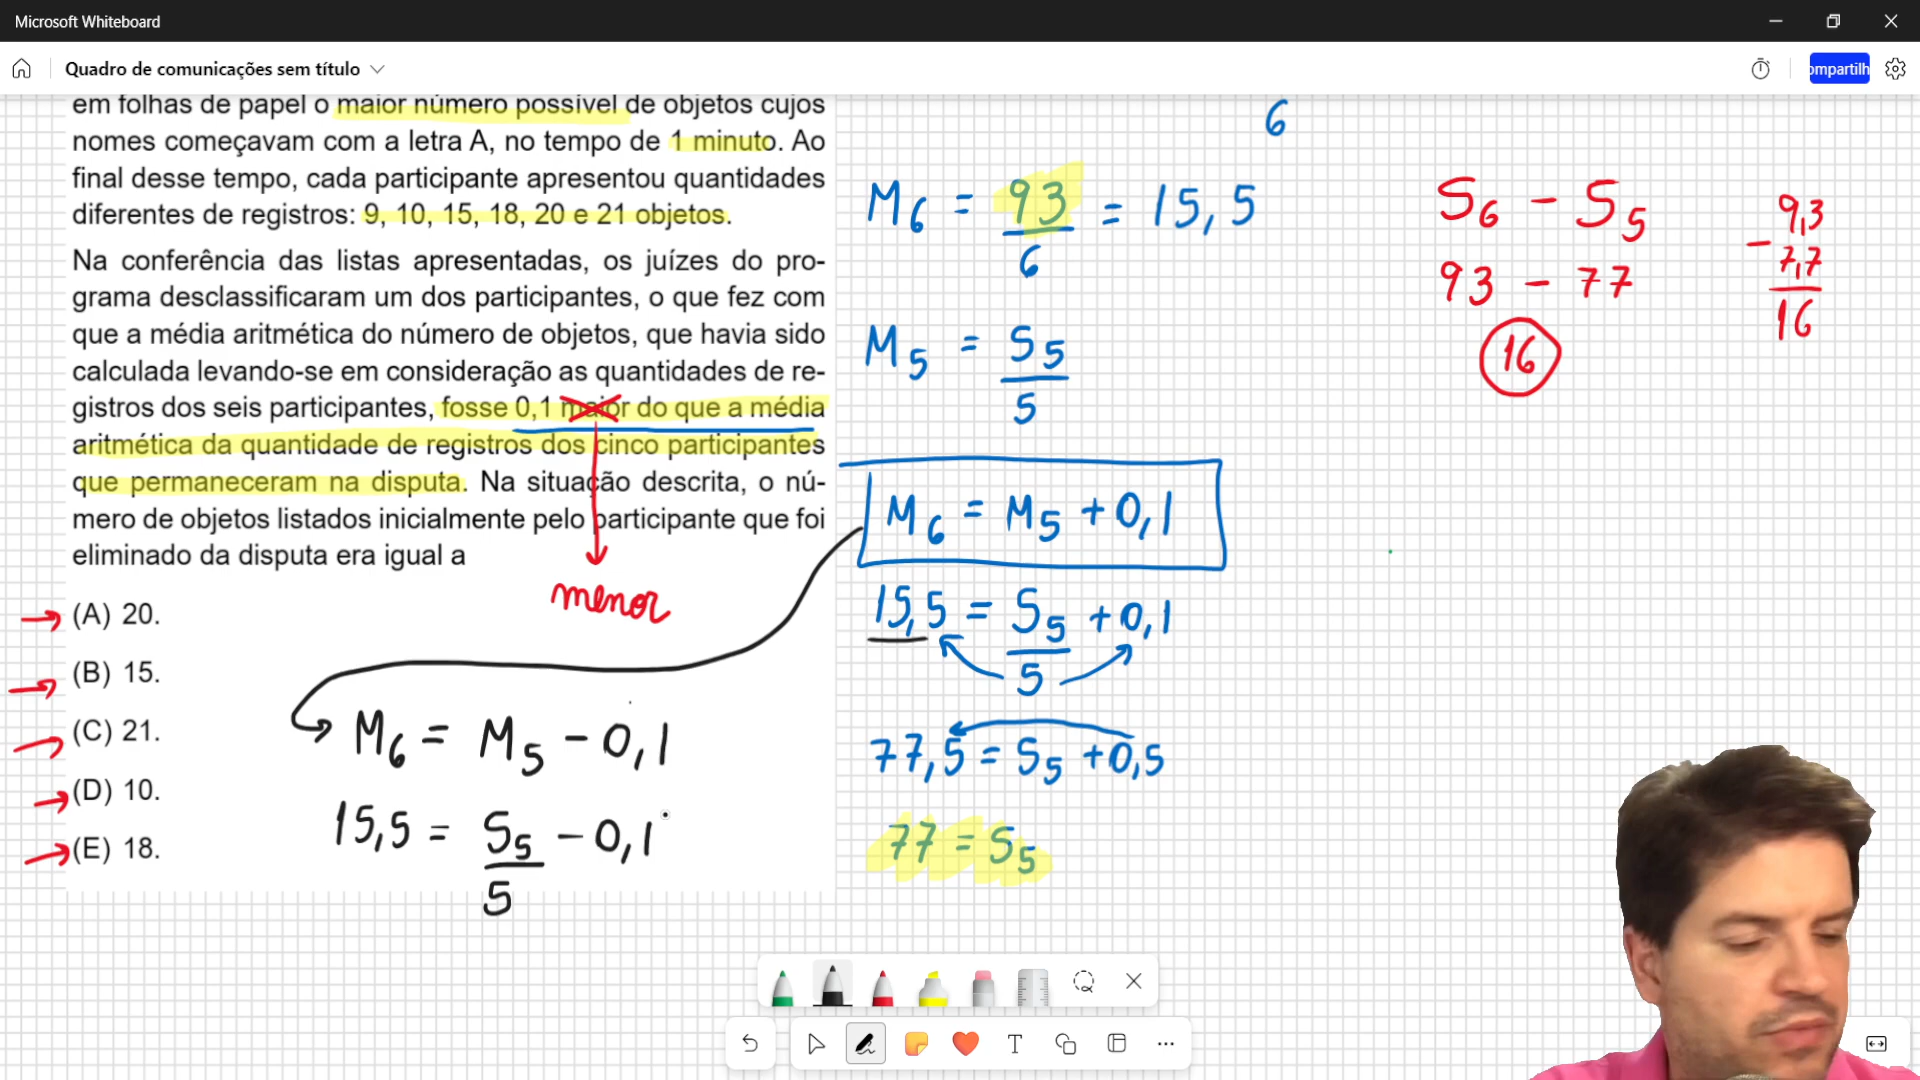 Microsoft Whiteboard
Quadro de comunicações sem título
ompartilh
em folhas de papel o maior número possível de objetos cujos
nomes começavam com a letra A, no tempo de 1 minuto. Ao
final desse tempo, cada participante apresentou quantidades
diferentes de registros: 9, 10, 15, 18, 20 e 21 objetos.
Na conferência das listas apresentadas, os juízes do pro-
grama desclassificaram um dos participantes, o que fez com
que a média aritmética do número de objetos, que havia sido
calculada levando-se em consideração as quantidades de re-
gistros dos seis participantes, fosse 0,1 maior do que a média
aritmética da quantidade de registros dos cinco participantes
que permaneceram na disputa. Na situação descrita, o nú-
mero de objetos listados inicialmente pelo participante que foi
eliminado da disputa era igual a
menor
(A) 20.
(B) 15.
(C) 21.
(D) 10.
(E) 18.
M6 = M5 - 0,1
15,5 = S5 - 0,1
5
6
M6 = 93 = 15,5
6
M5 = S5
5
M6 = M5 + 0,1
15,5 = S5 + 0,1
5
77,5 = S5 + 0,5
77 = S5
S6 - S5
93 - 77
16
9,3
- 7,7
16
T